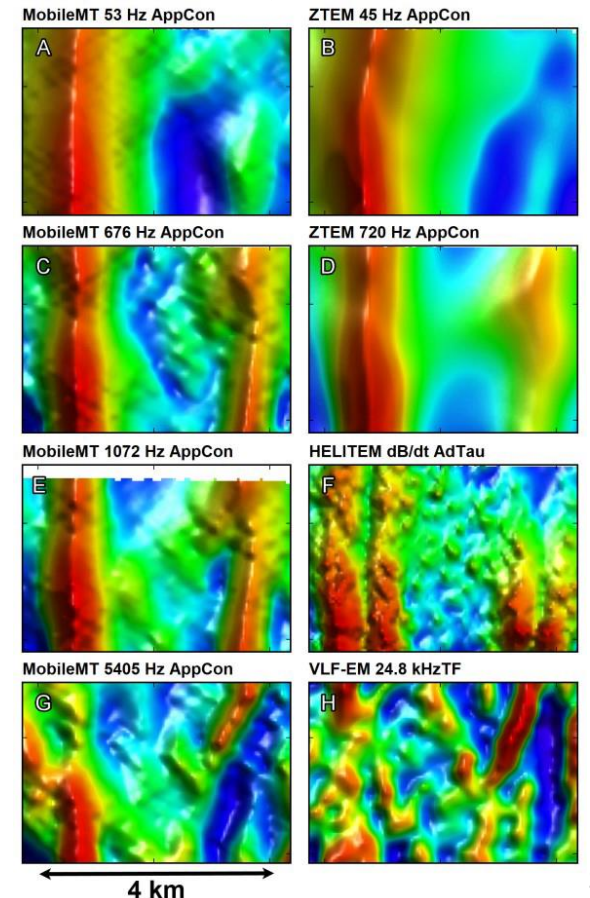 MobileMT 53 Hz AppCon
A
ZTEM 45 Hz AppCon
B
MobileMT 676 Hz AppCon
C
ZTEM 720 Hz AppCon
D
MobileMT 1072 Hz AppCon
E
HELITEM dB/dt AdTau
F
MobileMT 5405 Hz AppCon
G
VLF-EM 24.8 kHzTF
H
4 km